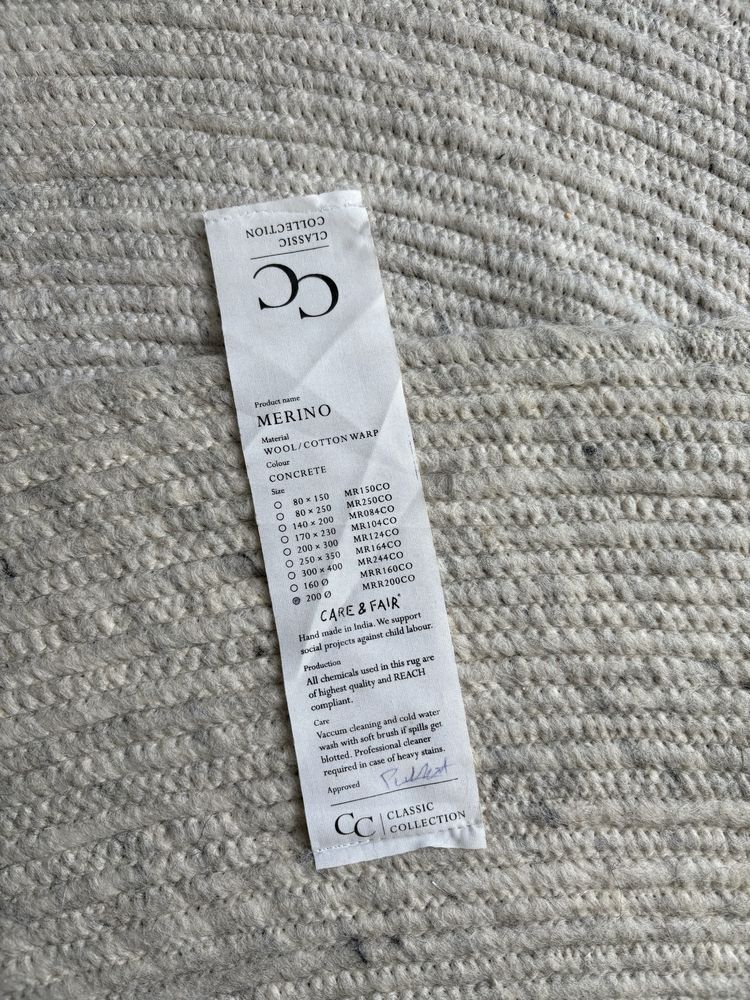 CLASSIC
COLLECTION
CC
Product name
MERINO
Material
WOOL/COTTON WARP
Colour
CONCRETE
Size
80 × 150 MR150CO
80 × 250 MR250CO
140 × 200 MR084CO
170 × 230 MR104CO
200 × 300 MR124CO
250 × 350 MR164CO
300 × 400 MR244CO
160 Ø MRR160CO
200 Ø MRR200CO
CARE & FAIR®
Hand made in India. We support
social projects against child labour.
Production
All chemicals used in this rug are
of highest quality and REACH
compliant.
Care
Vaccum cleaning and cold water
wash with soft brush if spills get
blotted. Professional cleaner
required in case of heavy stains.
Approved
CC | CLASSIC
COLLECTION